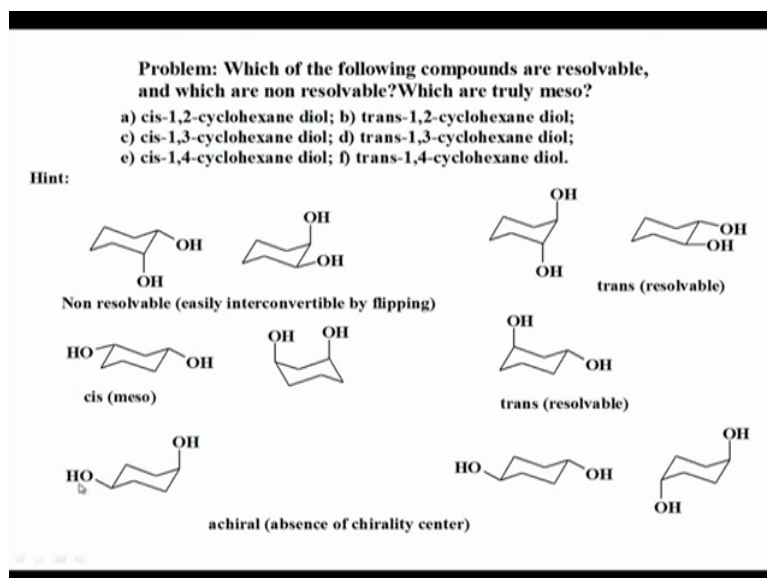 Problem: Which of the following compounds are resolvable,
and which are non resolvable?Which are truly meso?
a) cis-1,2-cyclohexane diol; b) trans-1,2-cyclohexane diol;
c) cis-1,3-cyclohexane diol; d) trans-1,3-cyclohexane diol;
e) cis-1,4-cyclohexane diol; f) trans-1,4-cyclohexane diol.
Hint:
OH
OH
OH
OH
OH
OH
OH
OH
OH
trans (resolvable)
Non resolvable (easily interconvertible by flipping)
HO
OH
OH
OH
OH
OH
cis (meso)
trans (resolvable)
OH
HO
HO
OH
OH
OH
achiral (absence of chirality center)